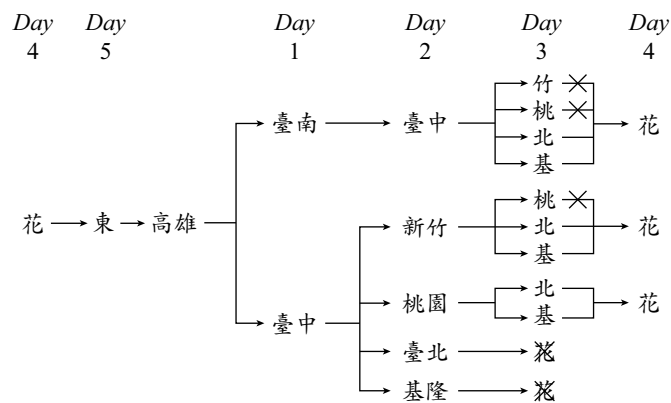 Day Day Day Day Day Day
4 5 1 2 3 4
竹
桃
臺南 臺中 北 花
基
花 東 高雄 桃
新竹 北 花
基
臺中 桃園 北 花
基
臺北 花
基隆 花